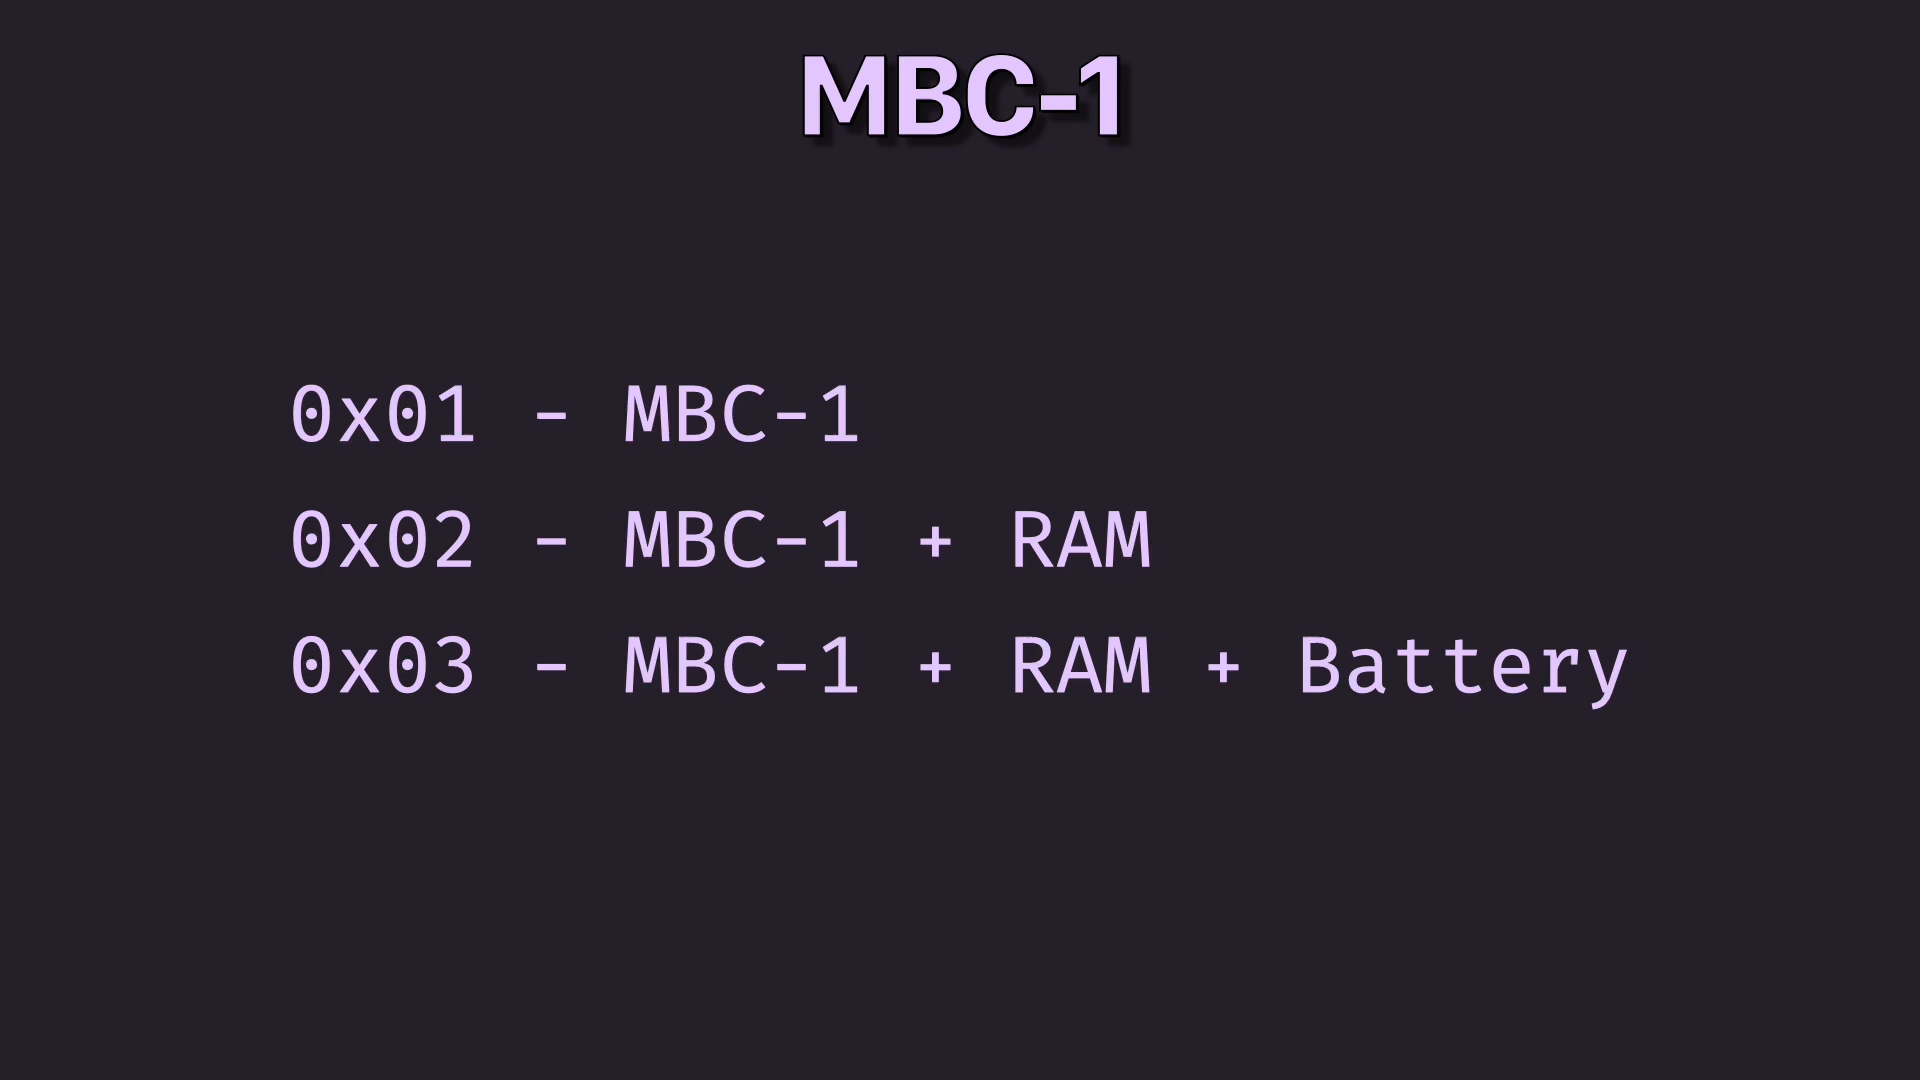 MBC-1
0x01 - MBC-1
0x02 - MBC-1 + RAM
0x03 - MBC-1 + RAM + Battery